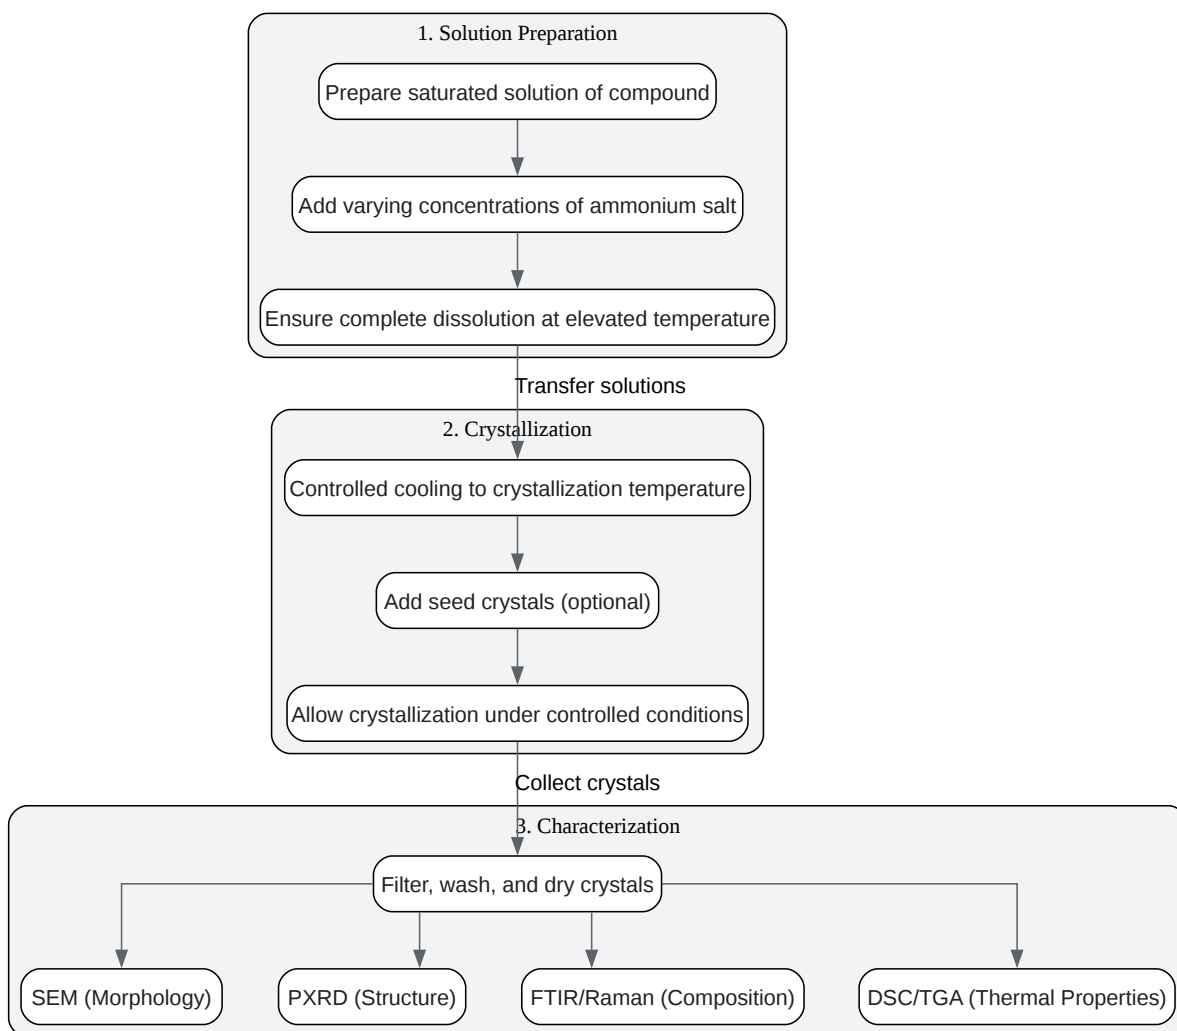 1. Solution Preparation
Prepare saturated solution of compound
Add varying concentrations of ammonium salt
Ensure complete dissolution at elevated temperature
Transfer solutions
2. Crystallization
Controlled cooling to crystallization temperature
Add seed crystals (optional)
Allow crystallization under controlled conditions
Collect crystals
3. Characterization
Filter, wash, and dry crystals
SEM (Morphology)
PXRD (Structure)
FTIR/Raman (Composition)
DSC/TGA (Thermal Properties)